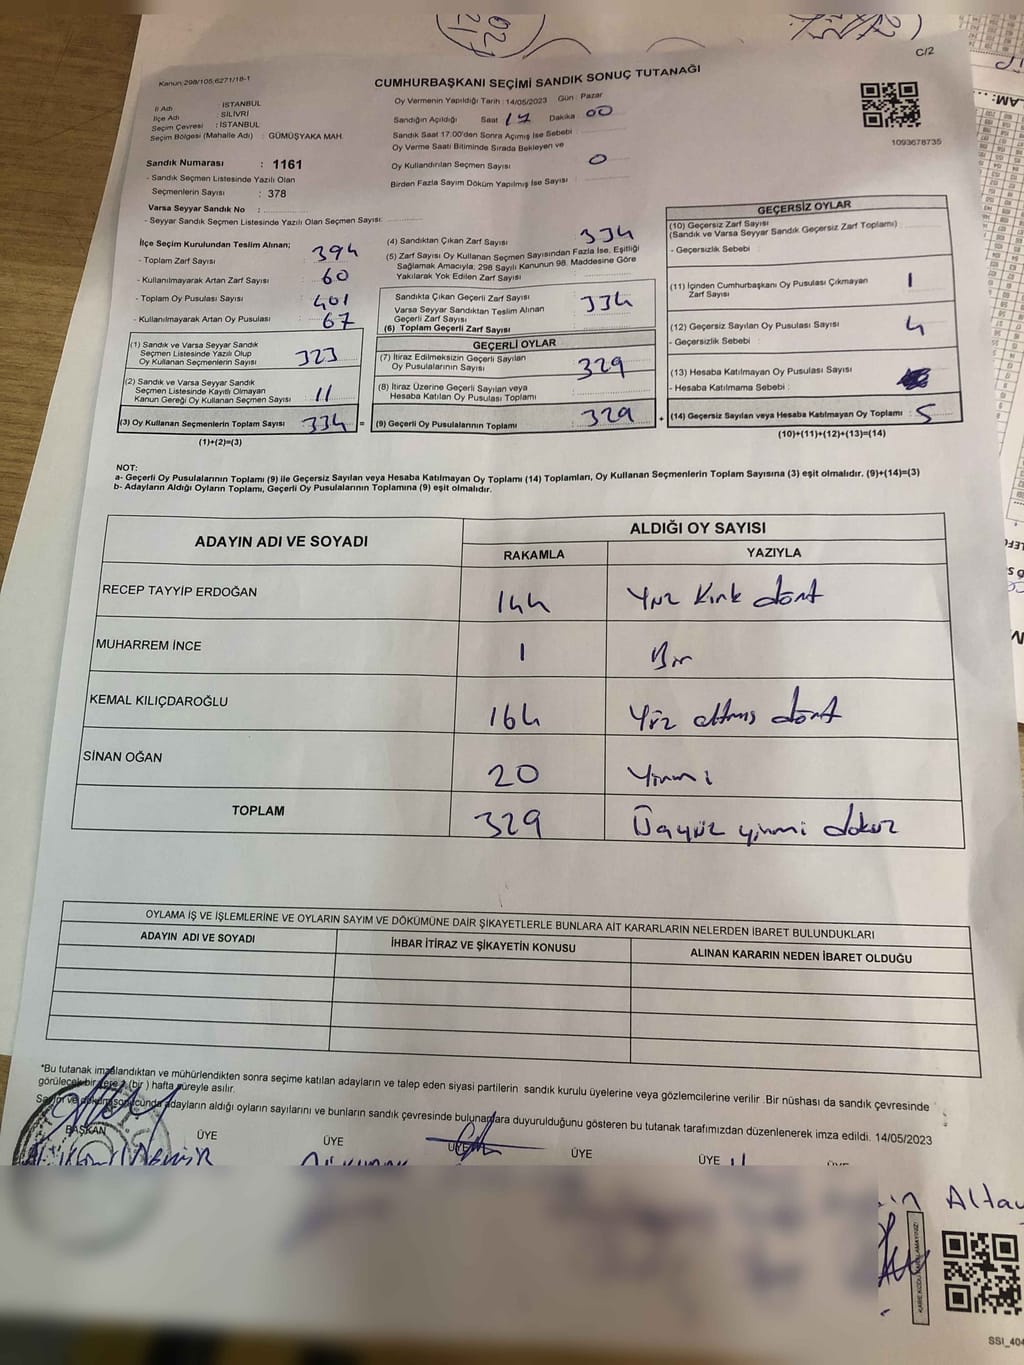 C/2
Kanun 298/105,6271/18-1
CUMHURBAŞKANI SEÇİMİ SANDIK SONUÇ TUTANAĞI
İl Adı : İSTANBUL
İlçe Adı : SİLİVRİ
Seçim Çevresi : İSTANBUL
Seçim Bölgesi (Mahalle Adı) : GÜMÜŞYAKA MAH.
Sandık Numarası : 1161
- Sandık Seçmen Listesinde Yazılı Olan
Seçmenlerin Sayısı : 378
Varsa Seyyar Sandık No :
- Seyyar Sandık Seçmen Listesinde Yazılı Olan Seçmen Sayısı:
Oy Vermenin Yapıldığı Tarih : 14/05/2023 Gün : Pazar
Sandığın Açıldığı Saat 17 Dakika 00
Sandık Saat 17:00'den Sonra Açımış İse Sebebi :
Oy Verme Saati Bitiminde Sırada Bekleyen ve
Oy Kullandırılan Seçmen Sayısı : 0
Birden Fazla Sayım Döküm Yapılmış İse Sayısı :
1093678735
İlçe Seçim Kurulundan Teslim Alınan;
- Toplam Zarf Sayısı : 394
- Kullanılmayarak Artan Zarf Sayısı : 60
- Toplam Oy Pusulası Sayısı : 401
- Kullanılmayarak Artan Oy Pusulası : 67
(1) Sandık ve Varsa Seyyar Sandık
Seçmen Listesinde Yazılı Olup
Oy Kullanan Seçmenlerin Sayısı : 323
(2) Sandık ve Varsa Seyyar Sandık
Seçmen Listesinde Kayıtlı Olmayan
Kanun Gereği Oy Kullanan Seçmen Sayısı : 11
(3) Oy Kullanan Seçmenlerin Toplam Sayısı : 334 =
(1)+(2)=(3)
(4) Sandıktan Çıkan Zarf Sayısı : 334
(5) Zarf Sayısı Oy Kullanan Seçmen Sayısından Fazla İse, Eşitliği
Sağlamak Amacıyla; 298 Sayılı Kanunun 98. Maddesine Göre
Yakılarak Yok Edilen Zarf Sayısı :
Sandıkta Çıkan Geçerli Zarf Sayısı
Varsa Seyyar Sandıktan Teslim Alınan
Geçerli Zarf Sayısı
(6) Toplam Geçerli Zarf Sayısı : 334
GEÇERLİ OYLAR
(7) İtiraz Edilmeksizin Geçerli Sayılan
Oy Pusulalarının Sayısı : 329
(8) İtiraz Üzerine Geçerli Sayılan veya
Hesaba Katılan Oy Pusulası Toplamı :
(9) Geçerli Oy Pusulalarının Toplamı : 329 +
GEÇERSİZ OYLAR
(10) Geçersiz Zarf Sayısı
(Sandık ve Varsa Seyyar Sandık Geçersiz Zarf Toplamı) :
- Geçersizlik Sebebi :
(11) İçinden Cumhurbaşkanı Oy Pusulası Çıkmayan
Zarf Sayısı : 1
(12) Geçersiz Sayılan Oy Pusulası Sayısı : 4
- Geçersizlik Sebebi :
(13) Hesaba Katılmayan Oy Pusulası Sayısı :
- Hesaba Katılmama Sebebi :
(14) Geçersiz Sayılan veya Hesaba Katılmayan Oy Toplamı : 5
(10)+(11)+(12)+(13)=(14)
NOT:
a- Geçerli Oy Pusulalarının Toplamı (9) ile Geçersiz Sayılan veya Hesaba Katılmayan Oy Toplamı (14) Toplamları, Oy Kullanan Seçmenlerin Toplam Sayısına (3) eşit olmalıdır. (9)+(14)=(3)
b- Adayların Aldığı Oyların Toplamı, Geçerli Oy Pusulalarının Toplamına (9) eşit olmalıdır.
ADAYIN ADI VE SOYADI ALDIĞI OY SAYISI
RAKAMLA YAZIYLA
RECEP TAYYİP ERDOĞAN 144 Yüz Kırk dört
MUHARREM İNCE 1 Bir
KEMAL KILIÇDAROĞLU 164 Yüz altmış dört
SİNAN OĞAN 20 Yirmi
TOPLAM 329 Üçyüz yirmi dokuz
OYLAMA İŞ VE İŞLEMLERİNE VE OYLARIN SAYIM VE DÖKÜMÜNE DAİR ŞİKAYETLERLE BUNLARA AİT KARARLARIN NELERDEN İBARET BULUNDUKLARI
ADAYIN ADI VE SOYADI İHBAR İTİRAZ VE ŞİKAYETİN KONUSU ALINAN KARARIN NEDEN İBARET OLDUĞU
*Bu tutanak imzalandıktan ve mühürlendikten sonra seçime katılan adayların ve talep eden siyasi partilerin sandık kurulu üyelerine veya gözlemcilerine verilir .Bir nüshası da sandık çevresinde
görülecek bir yere 1 (bir ) hafta süreyle asılır.
Sayım ve döküm sonucunda adayların aldığı oyların sayılarını ve bunların sandık çevresinde bulunanlara duyurulduğunu gösteren bu tutanak tarafımızdan düzenlenerek imza edildi. 14/05/2023
BAŞKAN ÜYE ÜYE ÜYE ÜYE ÜYE ÜYE